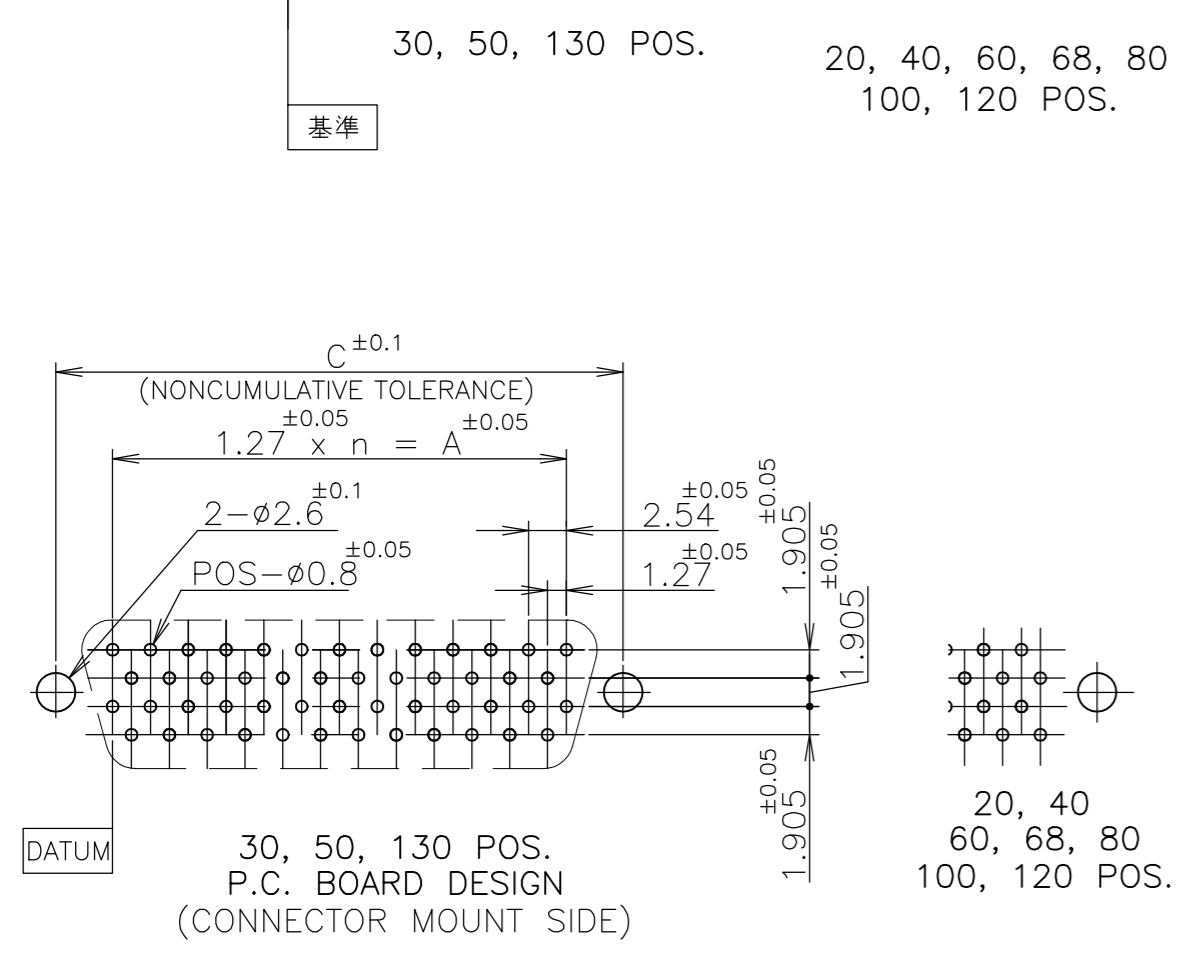 30, 50, 130 POS.
20, 40, 60, 68, 80
100, 120 POS.
基準
C±0.1
(NONCUMULATIVE TOLERANCE)
1.27±0.05 x n = A±0.05
2-ø2.6±0.1
POS-ø0.8±0.05
2.54±0.05
1.27±0.05
1.905±0.05
1.905±0.05
1.905±0.05
DATUM
30, 50, 130 POS.
P.C. BOARD DESIGN
(CONNECTOR MOUNT SIDE)
20, 40
60, 68, 80
100, 120 POS.